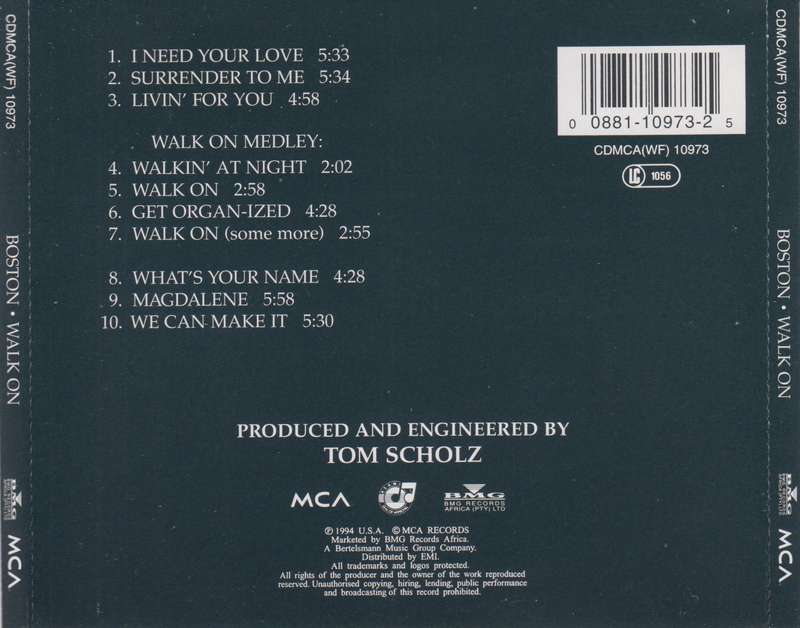 CDMCA(WF) 10973
BOSTON • WALK ON
BMG
MCA
1. I NEED YOUR LOVE 5:33
2. SURRENDER TO ME 5:34
3. LIVIN' FOR YOU 4:58
WALK ON MEDLEY:
4. WALKIN' AT NIGHT 2:02
5. WALK ON 2:58
6. GET ORGAN-IZED 4:28
7. WALK ON (some more) 2:55
8. WHAT'S YOUR NAME 4:28
9. MAGDALENE 5:58
10. WE CAN MAKE IT 5:30
0 0881-10973-2 5
CDMCA(WF) 10973
LC 1056
PRODUCED AND ENGINEERED BY
TOM SCHOLZ
MCA
BMG
BMG RECORDS
AFRICA (PTY) LTD
℗ 1994 U.S.A. © MCA RECORDS
Marketed by BMG Records Africa.
A Bertelsmann Music Group Company.
Distributed by EMI.
All trademarks and logos protected.
All rights of the producer and the owner of the work reproduced
reserved. Unauthorised copying, hiring, lending, public performance
and broadcasting of this record prohibited.
CDMCA(WF) 10973
BOSTON • WALK ON
BMG
MCA